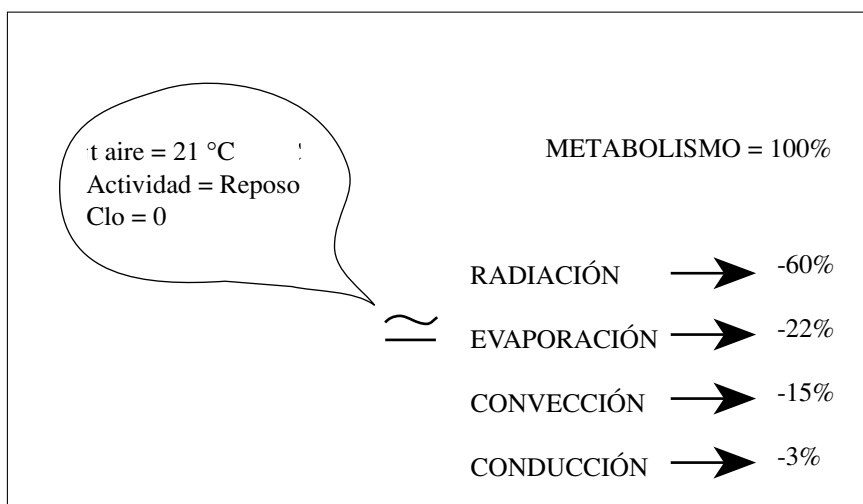 t aire = 21 °C
Actividad = Reposo
Clo = 0
METABOLISMO = 100%
RADIACIÓN -60%
EVAPORACIÓN -22%
CONVECCIÓN -15%
CONDUCCIÓN -3%